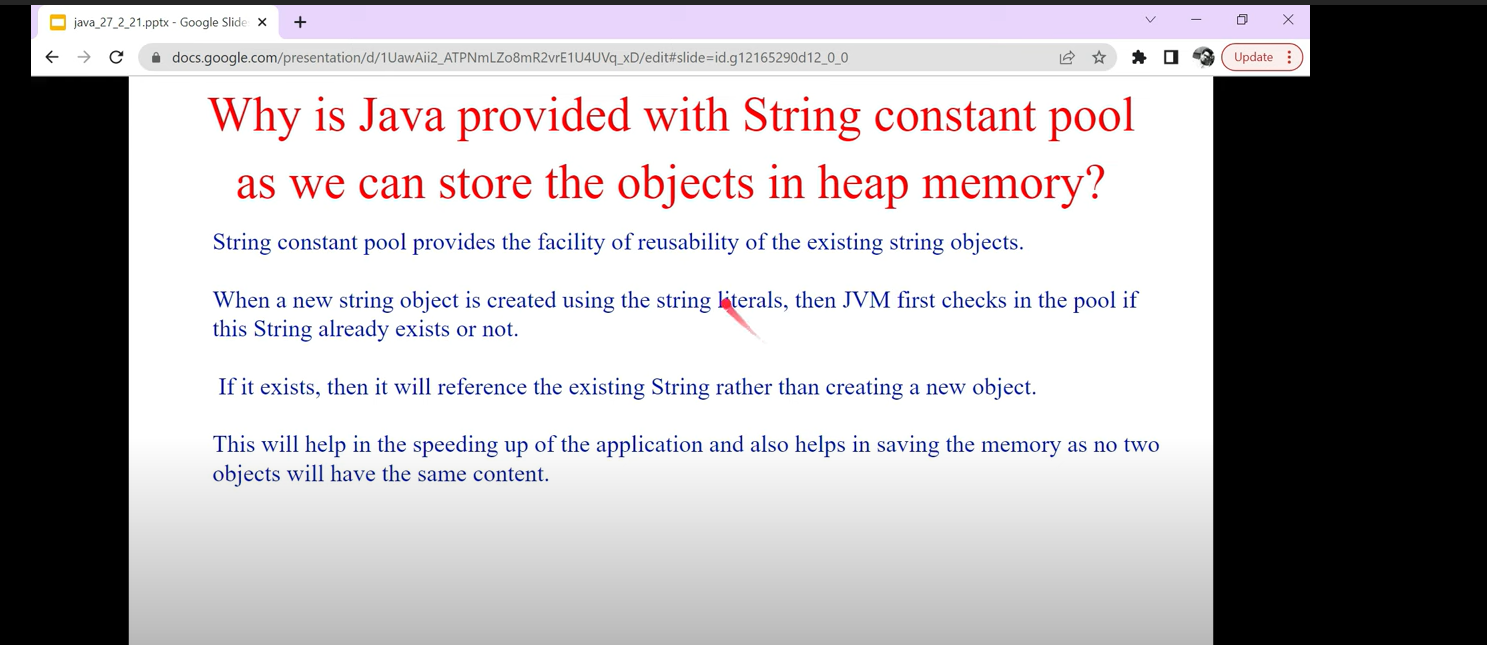 java_27_2_21.pptx - Google Slide
docs.google.com/presentation/d/1UawAii2_ATPNmLZo8mR2vrE1U4UVq_xD/edit#slide=id.g12165290d12_0_0
Update
Why is Java provided with String constant pool
as we can store the objects in heap memory?
String constant pool provides the facility of reusability of the existing string objects.
When a new string object is created using the string literals, then JVM first checks in the pool if
this String already exists or not.
If it exists, then it will reference the existing String rather than creating a new object.
This will help in the speeding up of the application and also helps in saving the memory as no two
objects will have the same content.